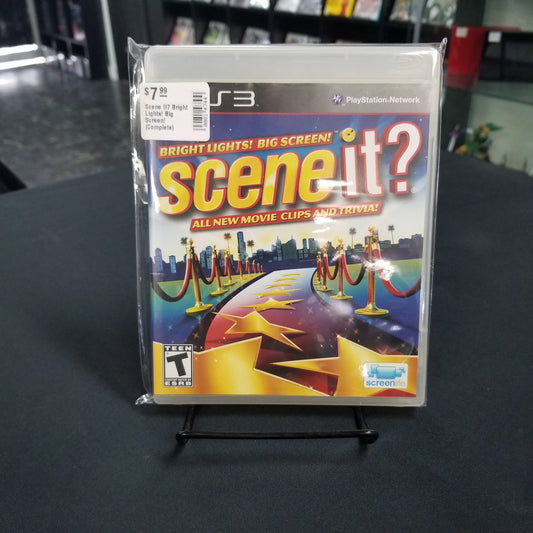 $7.99
Scene It? Bright
Lights! Big
Screen!
(Complete)
S3
PlayStation®Network
BRIGHT LIGHTS! BIG SCREEN!
scene it?
ALL NEW MOVIE CLIPS AND TRIVIA!
TEEN
T
ESRB
screenlife